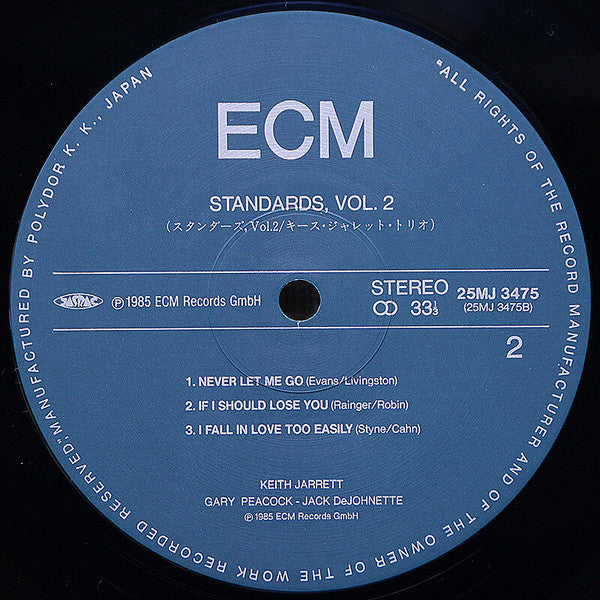 ECM
STANDARDS, VOL. 2
(スタンダーズ,Vol.2/キース・ジャレット・トリオ)
JASRAC
Ⓟ 1985 ECM Records GmbH
STEREO
33⅓
25MJ 3475
(25MJ 3475B)
2
1. NEVER LET ME GO (Evans/Livingston)
2. IF I SHOULD LOSE YOU (Rainger/Robin)
3. I FALL IN LOVE TOO EASILY (Styne/Cahn)
KEITH JARRETT
GARY PEACOCK - JACK DeJOHNETTE
Ⓟ 1985 ECM Records GmbH
"ALL RIGHTS OF THE RECORD MANUFACTURER AND OF THE OWNER OF THE WORK RECORDED RESERVED", MANUFACTURED BY POLYDOR K. K., JAPAN